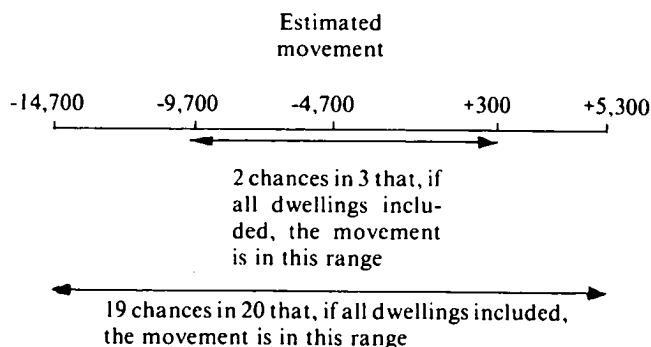 Estimated
movement
-14,700 -9,700 -4,700 +300 +5,300
2 chances in 3 that, if
all dwellings inclu-
ded, the movement
is in this range
19 chances in 20 that, if all dwellings included,
the movement is in this range